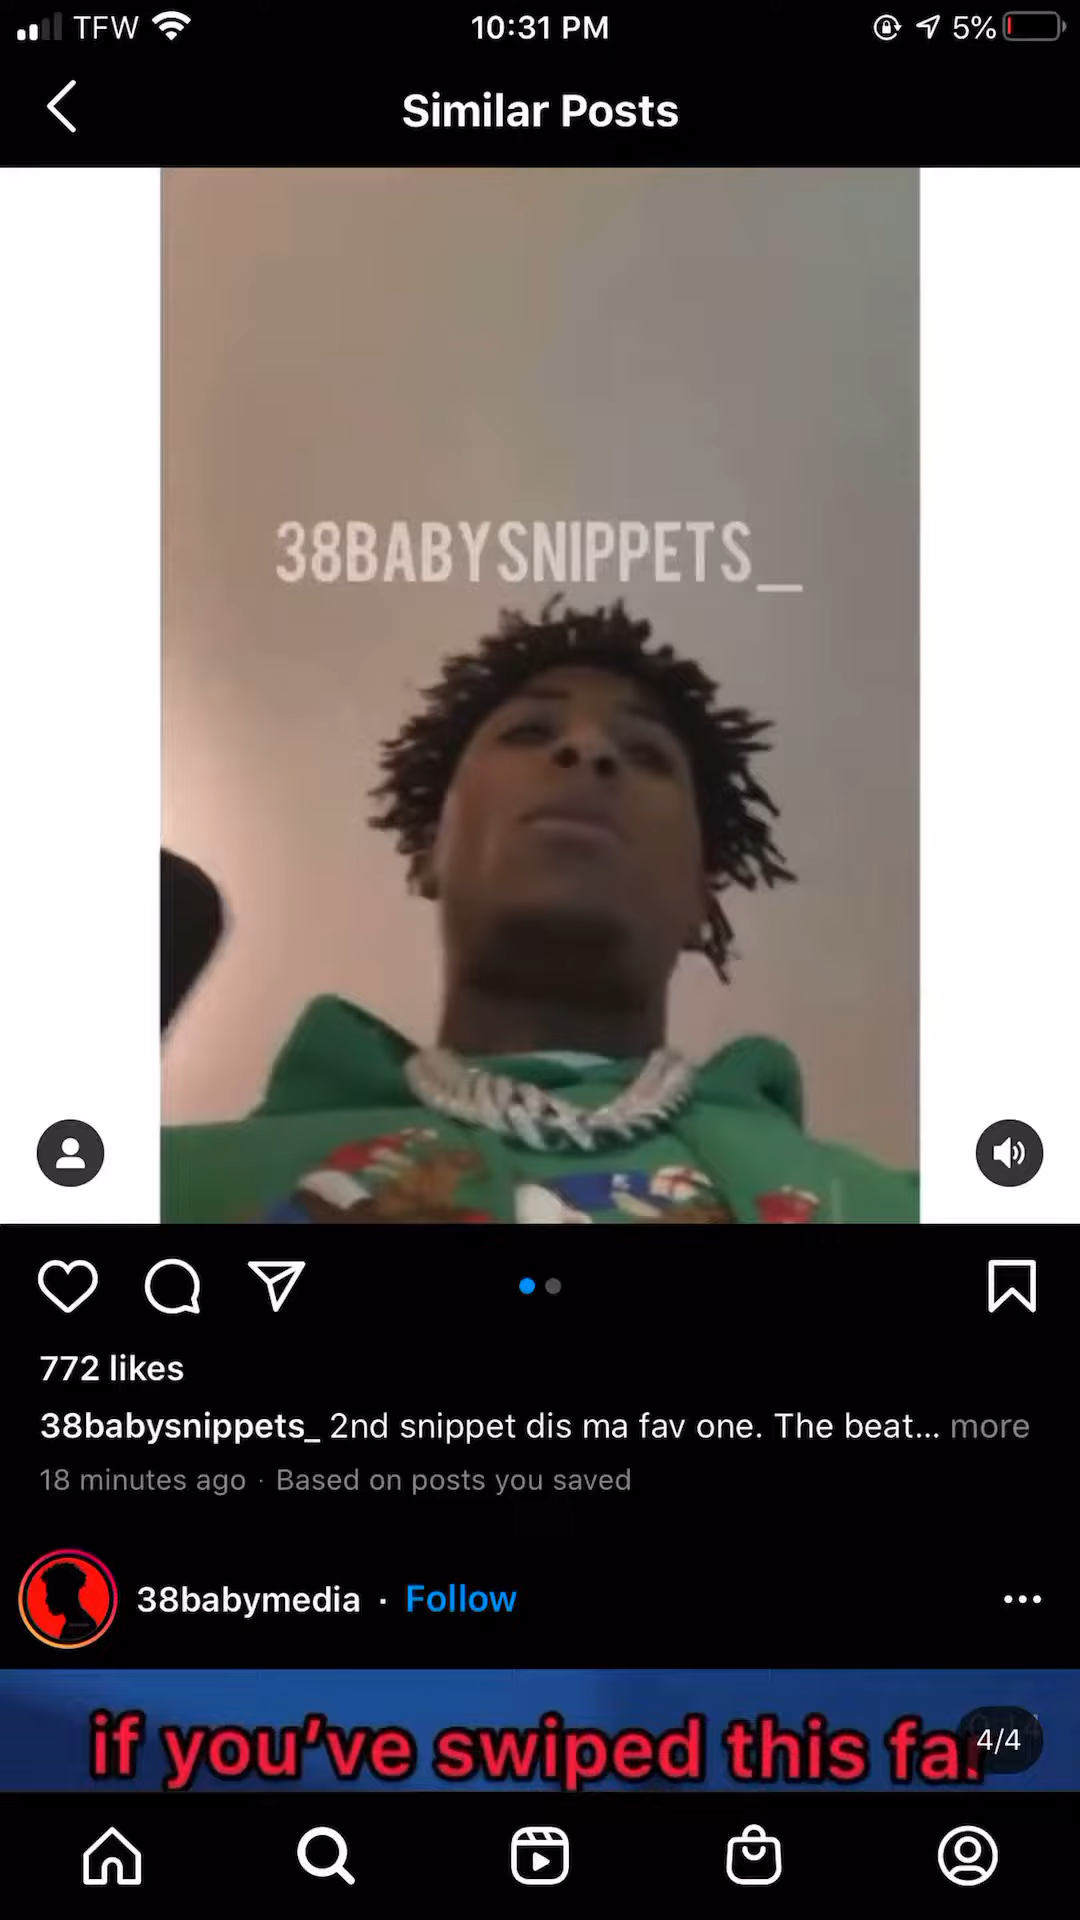 TFW 10:31 PM 5%
Similar Posts
38BABYSNIPPETS_
772 likes
38babysnippets_ 2nd snippet dis ma fav one. The beat... more
18 minutes ago · Based on posts you saved
38babymedia · Follow
if you've swiped this far
4/4